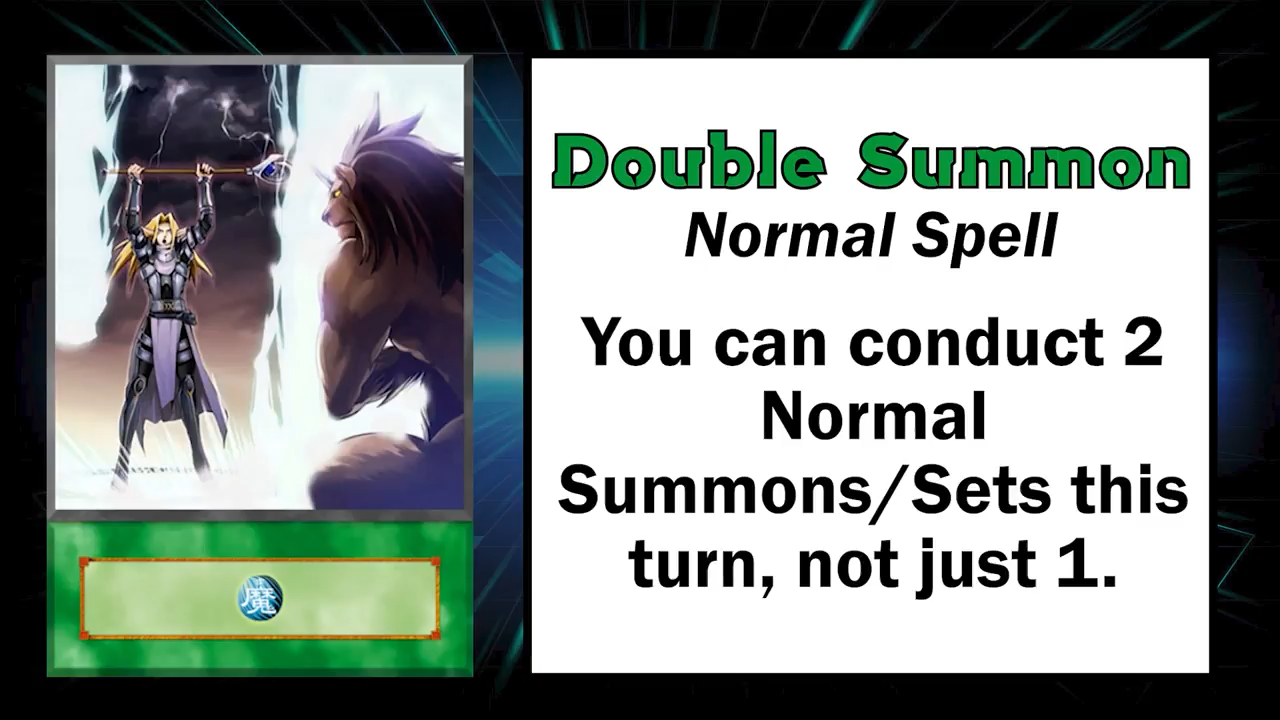 Double Summon
Normal Spell
You can conduct 2
Normal
Summons/Sets this
turn, not just 1.
魔